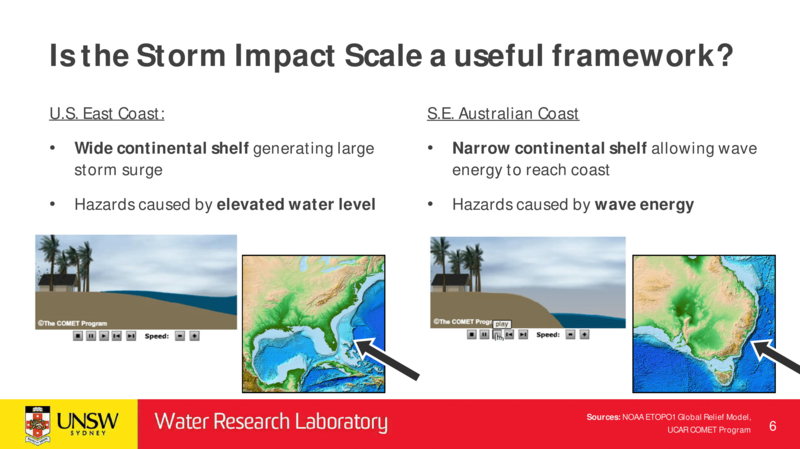 Is the Storm Impact Scale a useful framework?
U.S. East Coast:
• Wide continental shelf generating large
storm surge
• Hazards caused by elevated water level
S.E. Australian Coast
• Narrow continental shelf allowing wave
energy to reach coast
• Hazards caused by wave energy
©The COMET Program
Speed:
©The COMET Prog
play
Speed:
UNSW
SYDNEY
Water Research Laboratory
Sources: NOAA ETOPO1 Global Relief Model,
UCAR COMET Program
6